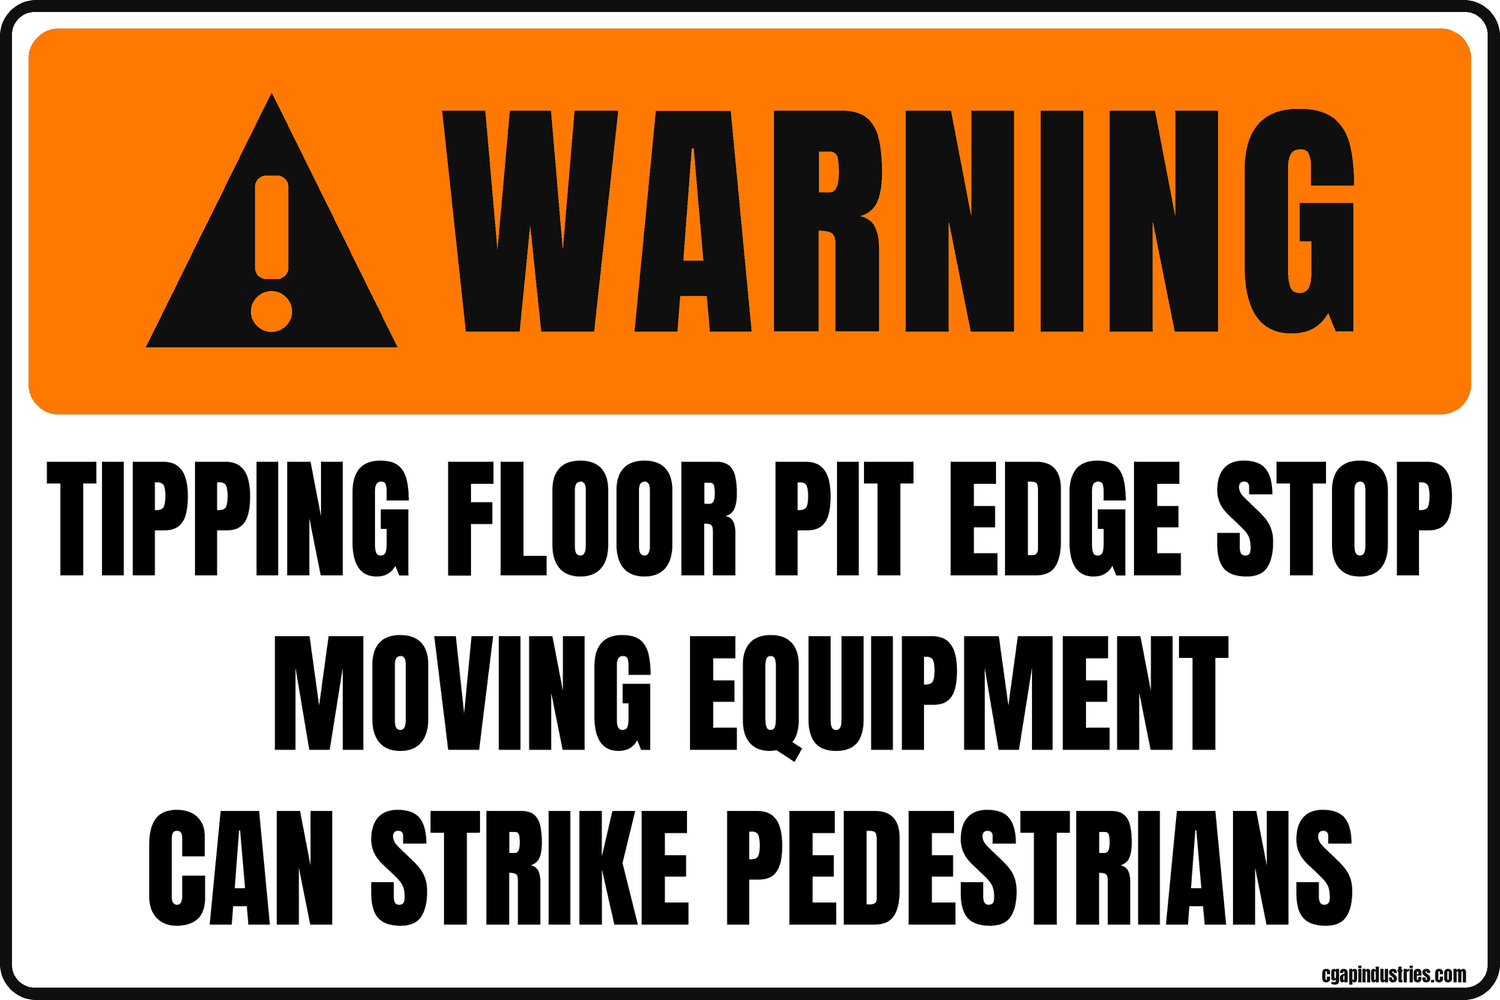 WARNING
TIPPING FLOOR PIT EDGE STOP
MOVING EQUIPMENT
CAN STRIKE PEDESTRIANS
cgapindustries.com